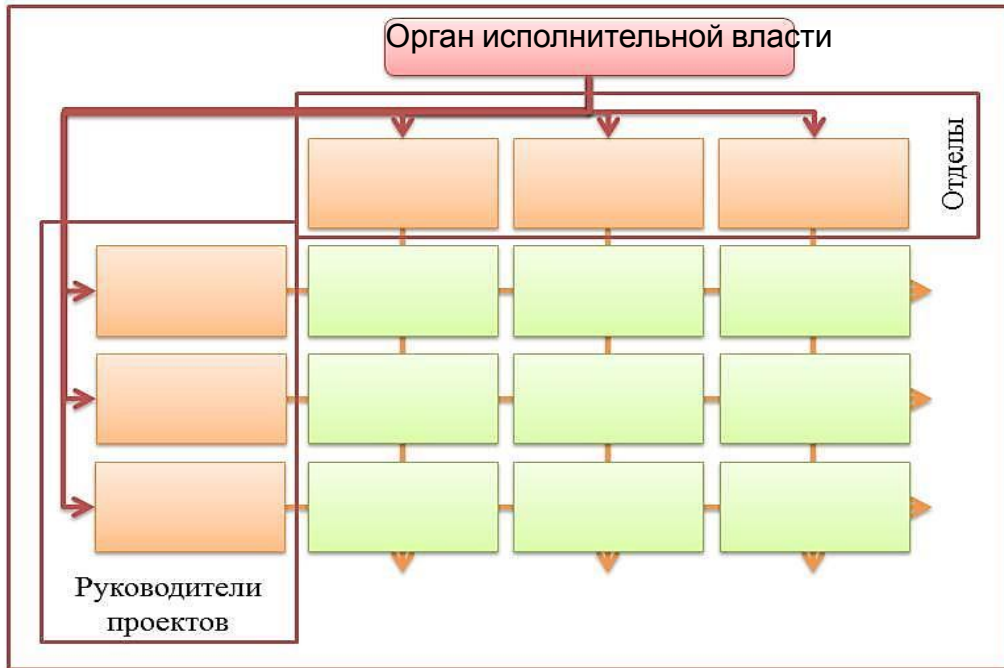 Орган исполнительной власти
Отделы
Руководители
проектов